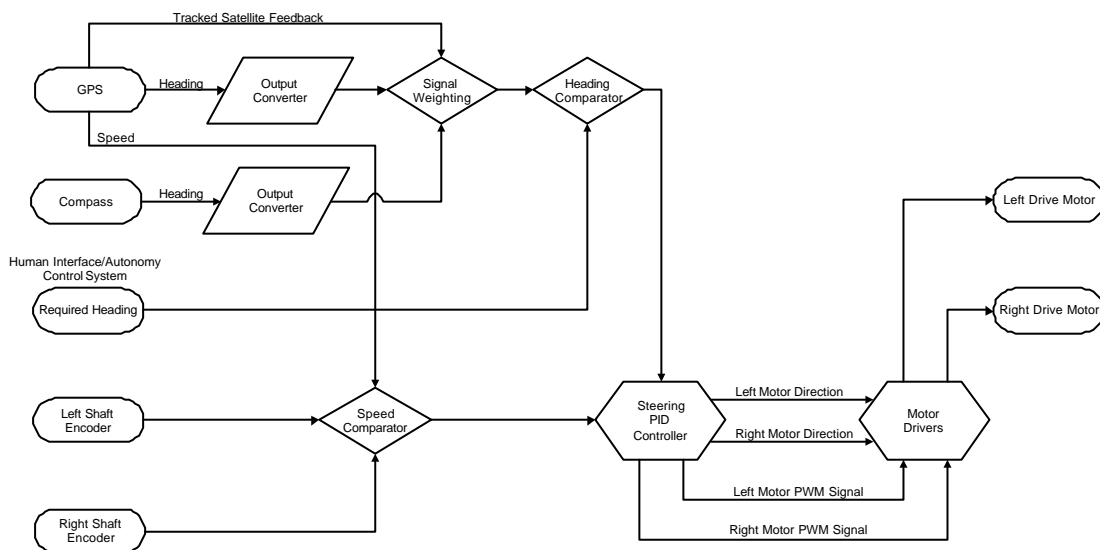 Tracked Satellite Feedback
GPS
Heading
Output
Converter
Signal
Weighting
Heading
Comparator
Speed
Compass
Heading
Output
Converter
Left Drive Motor
Human Interface/Autonomy
Control System
Required Heading
Right Drive Motor
Left Shaft
Encoder
Speed
Comparator
Steering
PID
Controller
Left Motor Direction
Right Motor Direction
Motor
Drivers
Left Motor PWM Signal
Right Motor PWM Signal
Right Shaft
Encoder